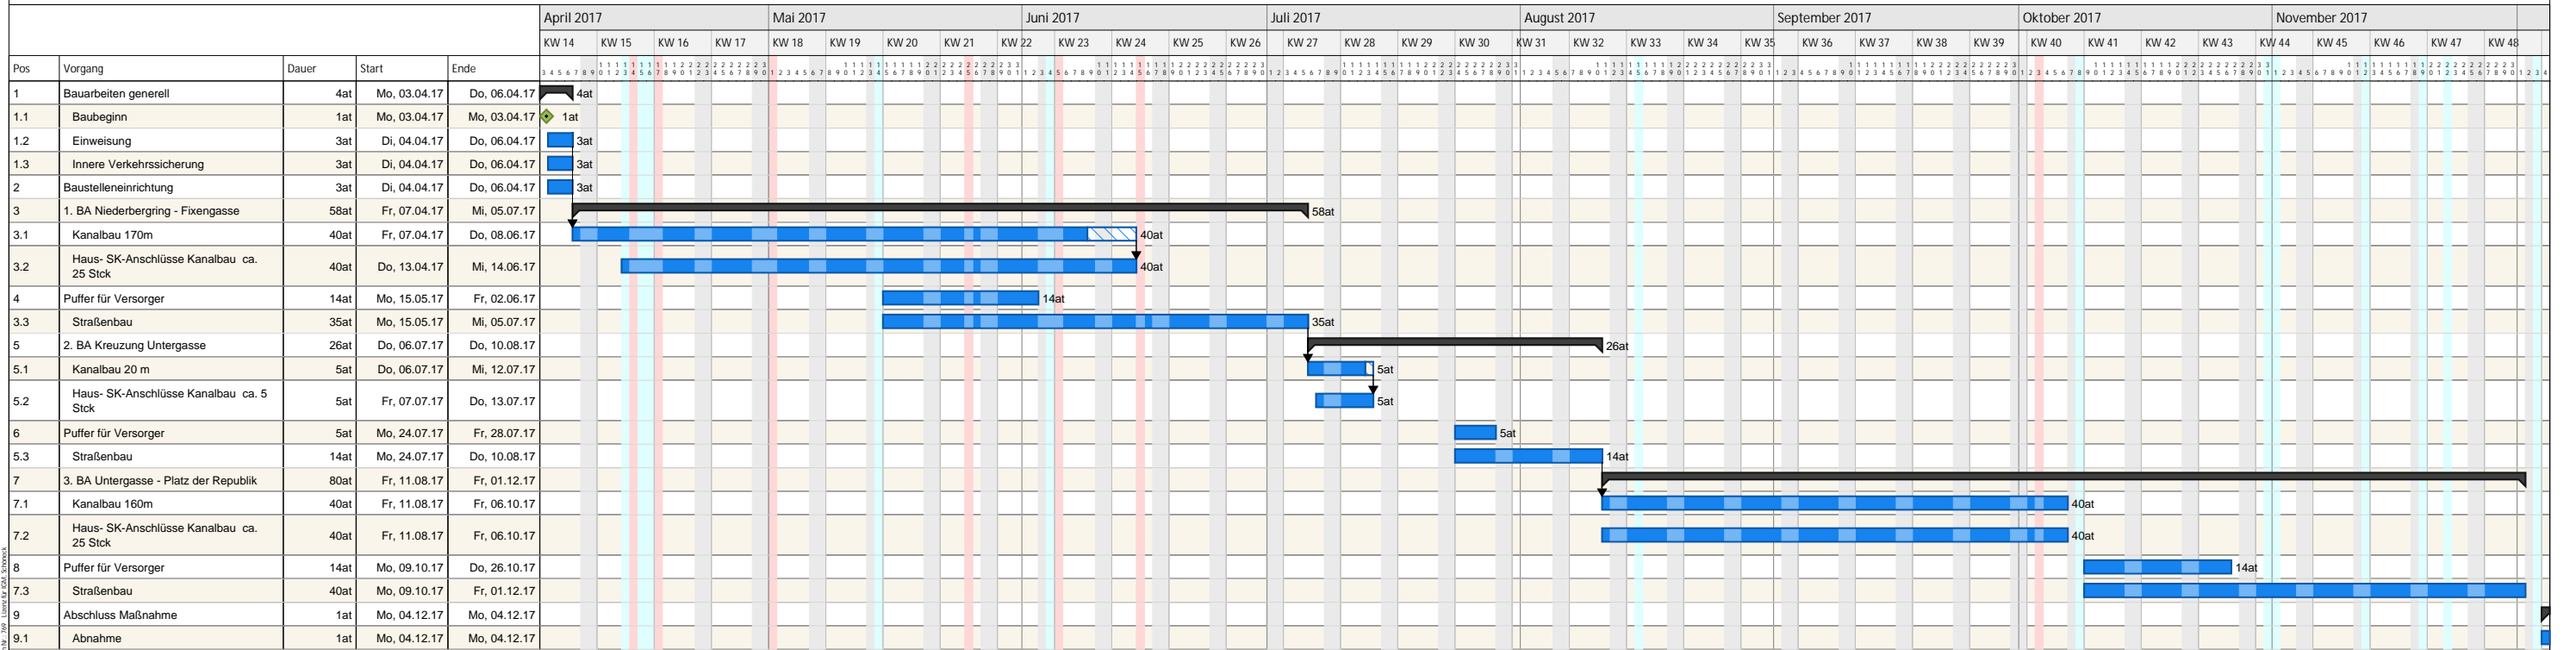 April 2017 Mai 2017 Juni 2017 Juli 2017 August 2017 September 2017 Oktober 2017 November 2017
KW 14 KW 15 KW 16 KW 17 KW 18 KW 19 KW 20 KW 21 KW 22 KW 23 KW 24 KW 25 KW 26 KW 27 KW 28 KW 29 KW 30 KW 31 KW 32 KW 33 KW 34 KW 35 KW 36 KW 37 KW 38 KW 39 KW 40 KW 41 KW 42 KW 43 KW 44 KW 45 KW 46 KW 47 KW 48
Pos Vorgang Dauer Start Ende
1 Bauarbeiten generell 4at Mo, 03.04.17 Do, 06.04.17 4at
1.1 Baubeginn 1at Mo, 03.04.17 Mo, 03.04.17 1at
1.2 Einweisung 3at Di, 04.04.17 Do, 06.04.17 3at
1.3 Innere Verkehrssicherung 3at Di, 04.04.17 Do, 06.04.17 3at
2 Baustelleneinrichtung 3at Di, 04.04.17 Do, 06.04.17 3at
3 1. BA Niederbergring - Fixengasse 58at Fr, 07.04.17 Mi, 05.07.17 58at
3.1 Kanalbau 170m 40at Fr, 07.04.17 Do, 08.06.17 40at
3.2 Haus- SK-Anschlüsse Kanalbau ca.
25 Stck 40at Do, 13.04.17 Mi, 14.06.17 40at
4 Puffer für Versorger 14at Mo, 15.05.17 Fr, 02.06.17 14at
3.3 Straßenbau 35at Mo, 15.05.17 Mi, 05.07.17 35at
5 2. BA Kreuzung Untergasse 26at Do, 06.07.17 Do, 10.08.17 26at
5.1 Kanalbau 20 m 5at Do, 06.07.17 Mi, 12.07.17 5at
5.2 Haus- SK-Anschlüsse Kanalbau ca. 5
Stck 5at Fr, 07.07.17 Do, 13.07.17 5at
6 Puffer für Versorger 5at Mo, 24.07.17 Fr, 28.07.17 5at
5.3 Straßenbau 14at Mo, 24.07.17 Do, 10.08.17 14at
7 3. BA Untergasse - Platz der Republik 80at Fr, 11.08.17 Fr, 01.12.17
7.1 Kanalbau 160m 40at Fr, 11.08.17 Fr, 06.10.17 40at
7.2 Haus- SK-Anschlüsse Kanalbau ca.
25 Stck 40at Fr, 11.08.17 Fr, 06.10.17 40at
8 Puffer für Versorger 14at Mo, 09.10.17 Do, 26.10.17 14at
7.3 Straßenbau 40at Mo, 09.10.17 Fr, 01.12.17
9 Abschluss Maßnahme 1at Mo, 04.12.17 Mo, 04.12.17
9.1 Abnahme 1at Mo, 04.12.17 Mo, 04.12.17